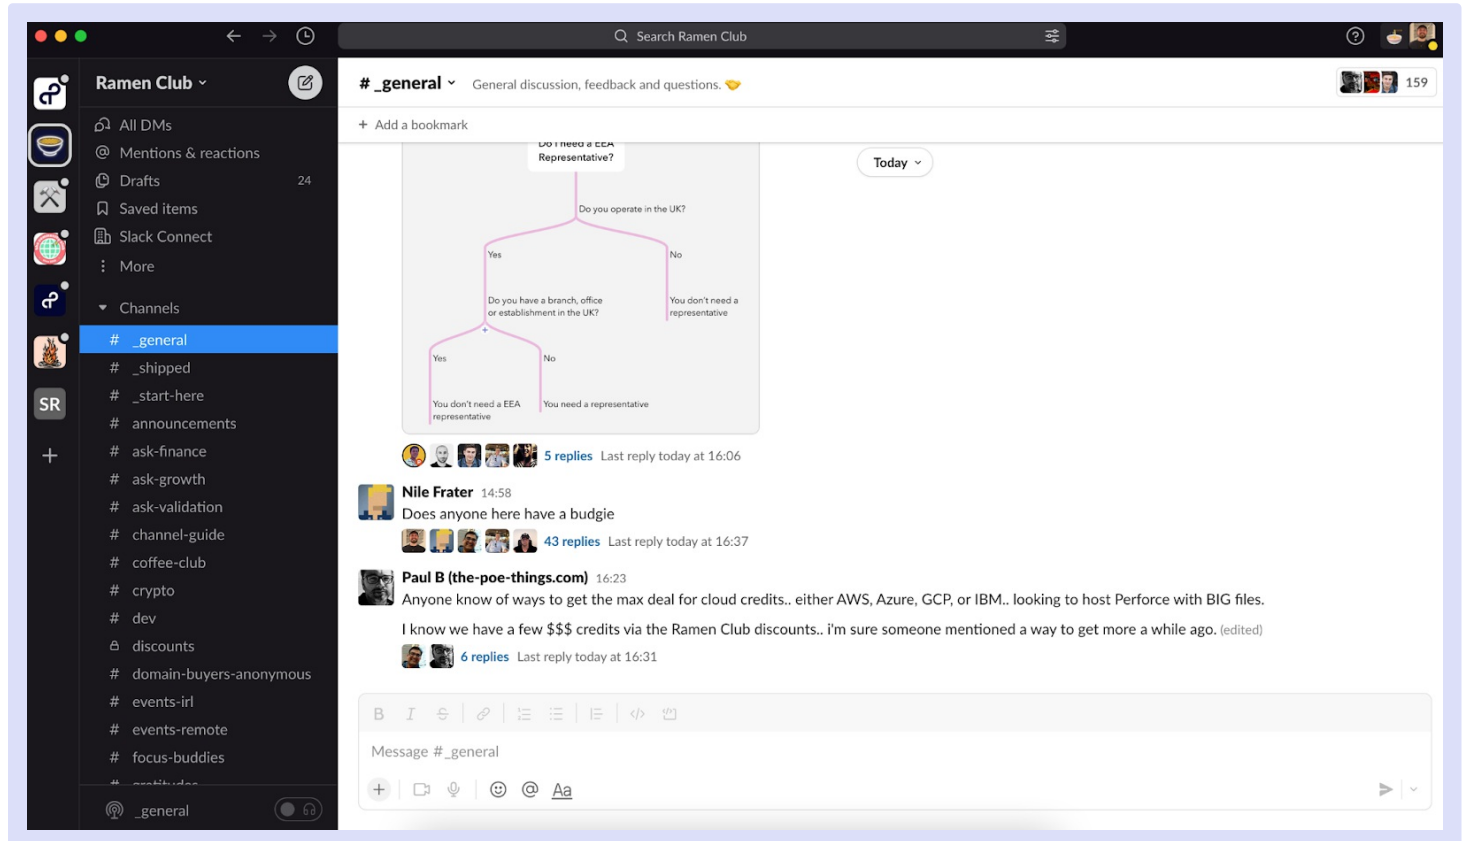 Search Ramen Club
Ramen Club
All DMs
Mentions & reactions
Drafts 24
Saved items
Slack Connect
More
Channels
# _general
# _shipped
# _start-here
# announcements
# ask-finance
# ask-growth
# ask-validation
# channel-guide
# coffee-club
# crypto
# dev
discounts
# domain-buyers-anonymous
# events-irl
# events-remote
# focus-buddies
# gratitudes
_general
SR
# _general
General discussion, feedback and questions.
159
+ Add a bookmark
Today
Do I need a EEA
Representative?
Do you operate in the UK?
Yes
No
Do you have a branch, office
or establishment in the UK?
You don't need a
representative
Yes
No
You don't need a EEA
representative
You need a representative
5 replies Last reply today at 16:06
Nile Frater 14:58
Does anyone here have a budgie
43 replies Last reply today at 16:37
Paul B (the-poe-things.com) 16:23
Anyone know of ways to get the max deal for cloud credits.. either AWS, Azure, GCP, or IBM.. looking to host Perforce with BIG files.
I know we have a few $$$ credits via the Ramen Club discounts.. i'm sure someone mentioned a way to get more a while ago. (edited)
6 replies Last reply today at 16:31
B I S
Message #_general
+ @ Aa